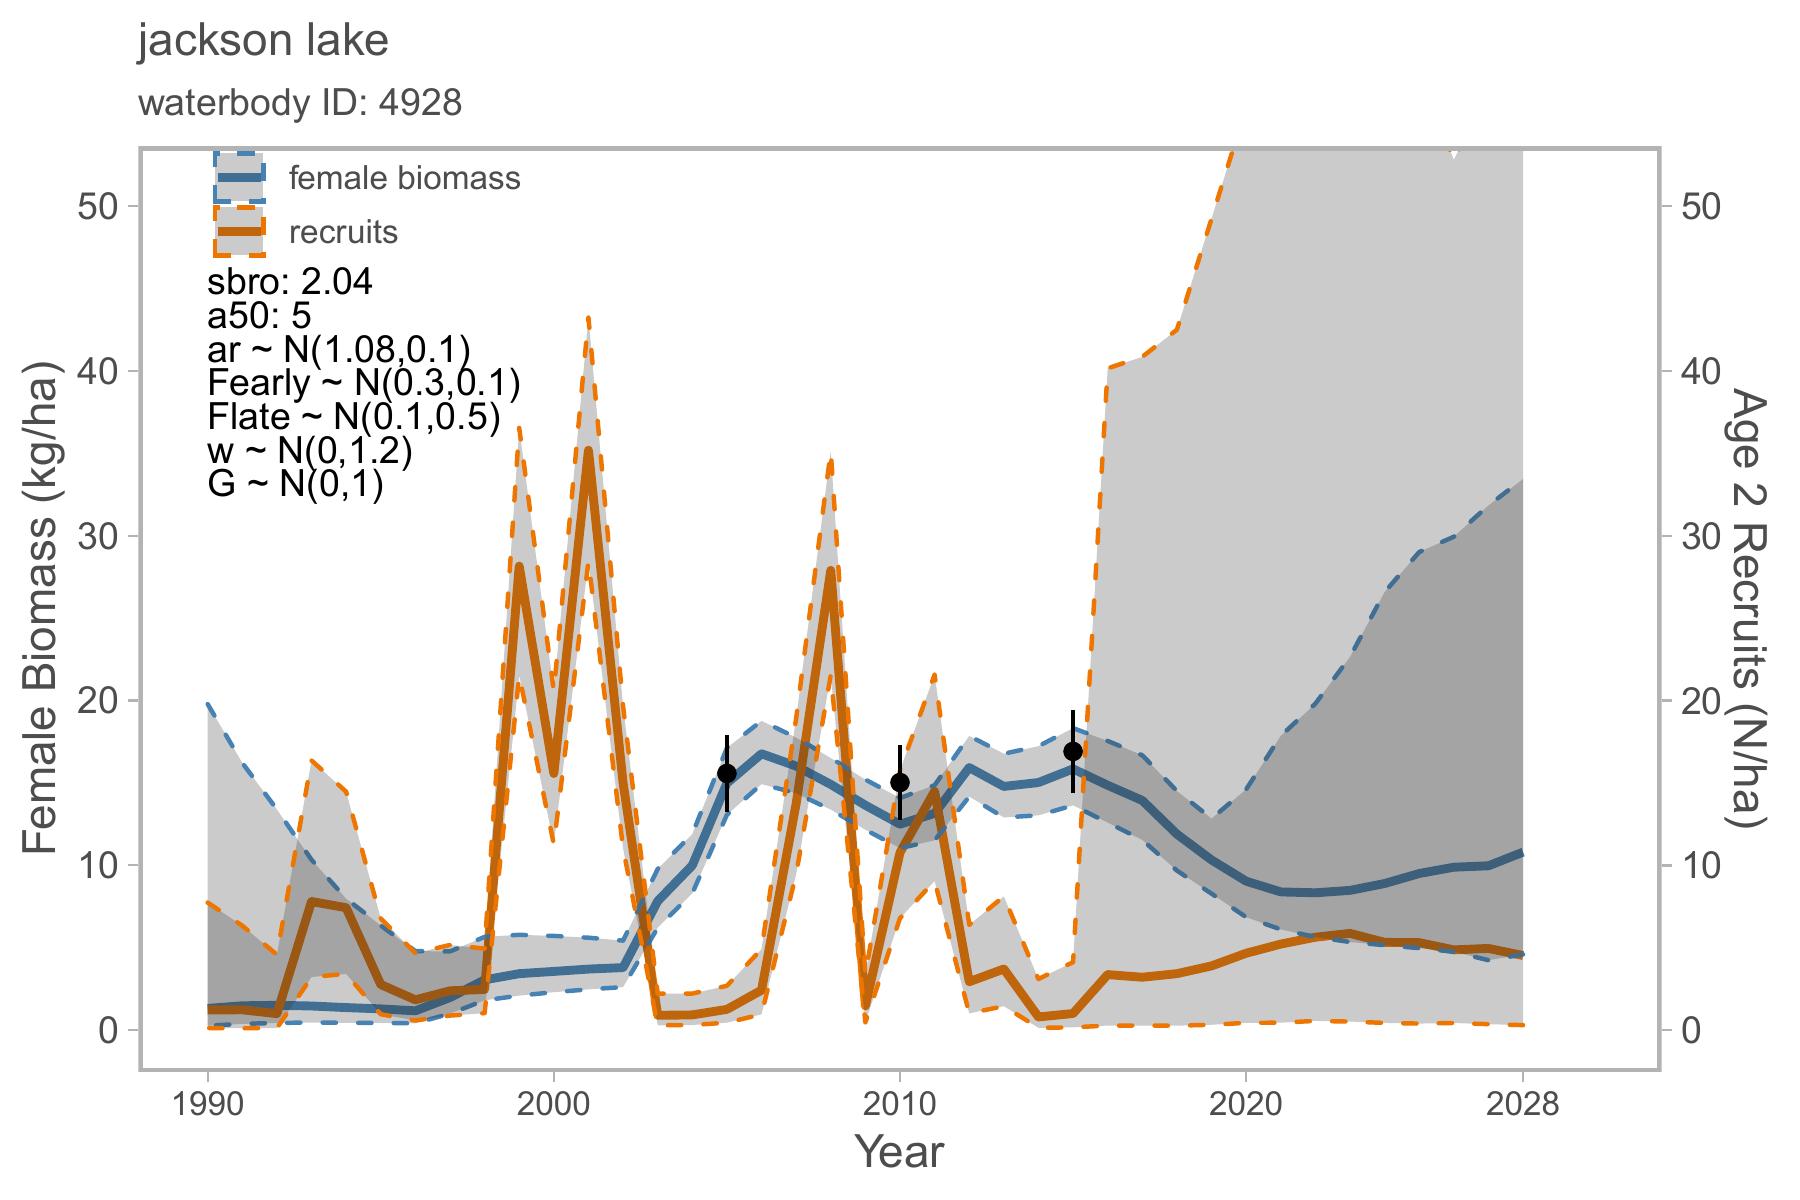 jackson lake
waterbody ID: 4928
female biomass
recruits
sbro: 2.04
a50: 5
ar ~ N(1.08,0.1)
Fearly ~ N(0.3,0.1)
Flate ~ N(0.1,0.5)
w ~ N(0,1.2)
G ~ N(0,1)
Female Biomass (kg/ha)
50
40
30
20
10
0
50
40
30
20
10
0
Age 2 Recruits (N/ha)
1990
2000
2010
2020
2028
Year